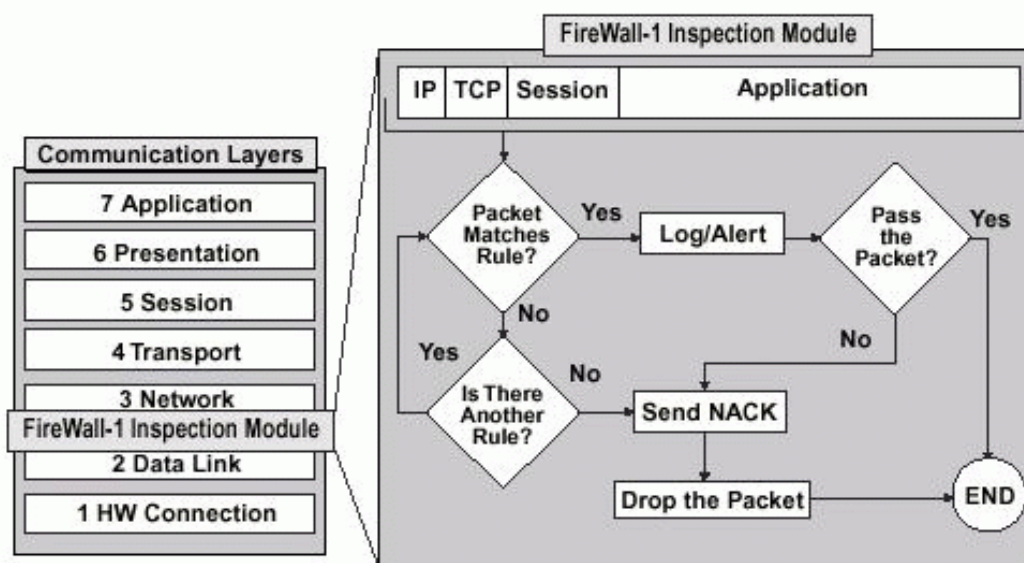 FireWall-1 Inspection Module
IP TCP Session Application
Communication Layers
7 Application
6 Presentation
5 Session
4 Transport
3 Network
FireWall-1 Inspection Module
2 Data Link
1 HW Connection
Packet
Matches
Rule?
Yes
Log/Alert
Pass
the
Packet?
Yes
No
No
Yes
Is There
Another
Rule?
No
Send NACK
Drop the Packet
END